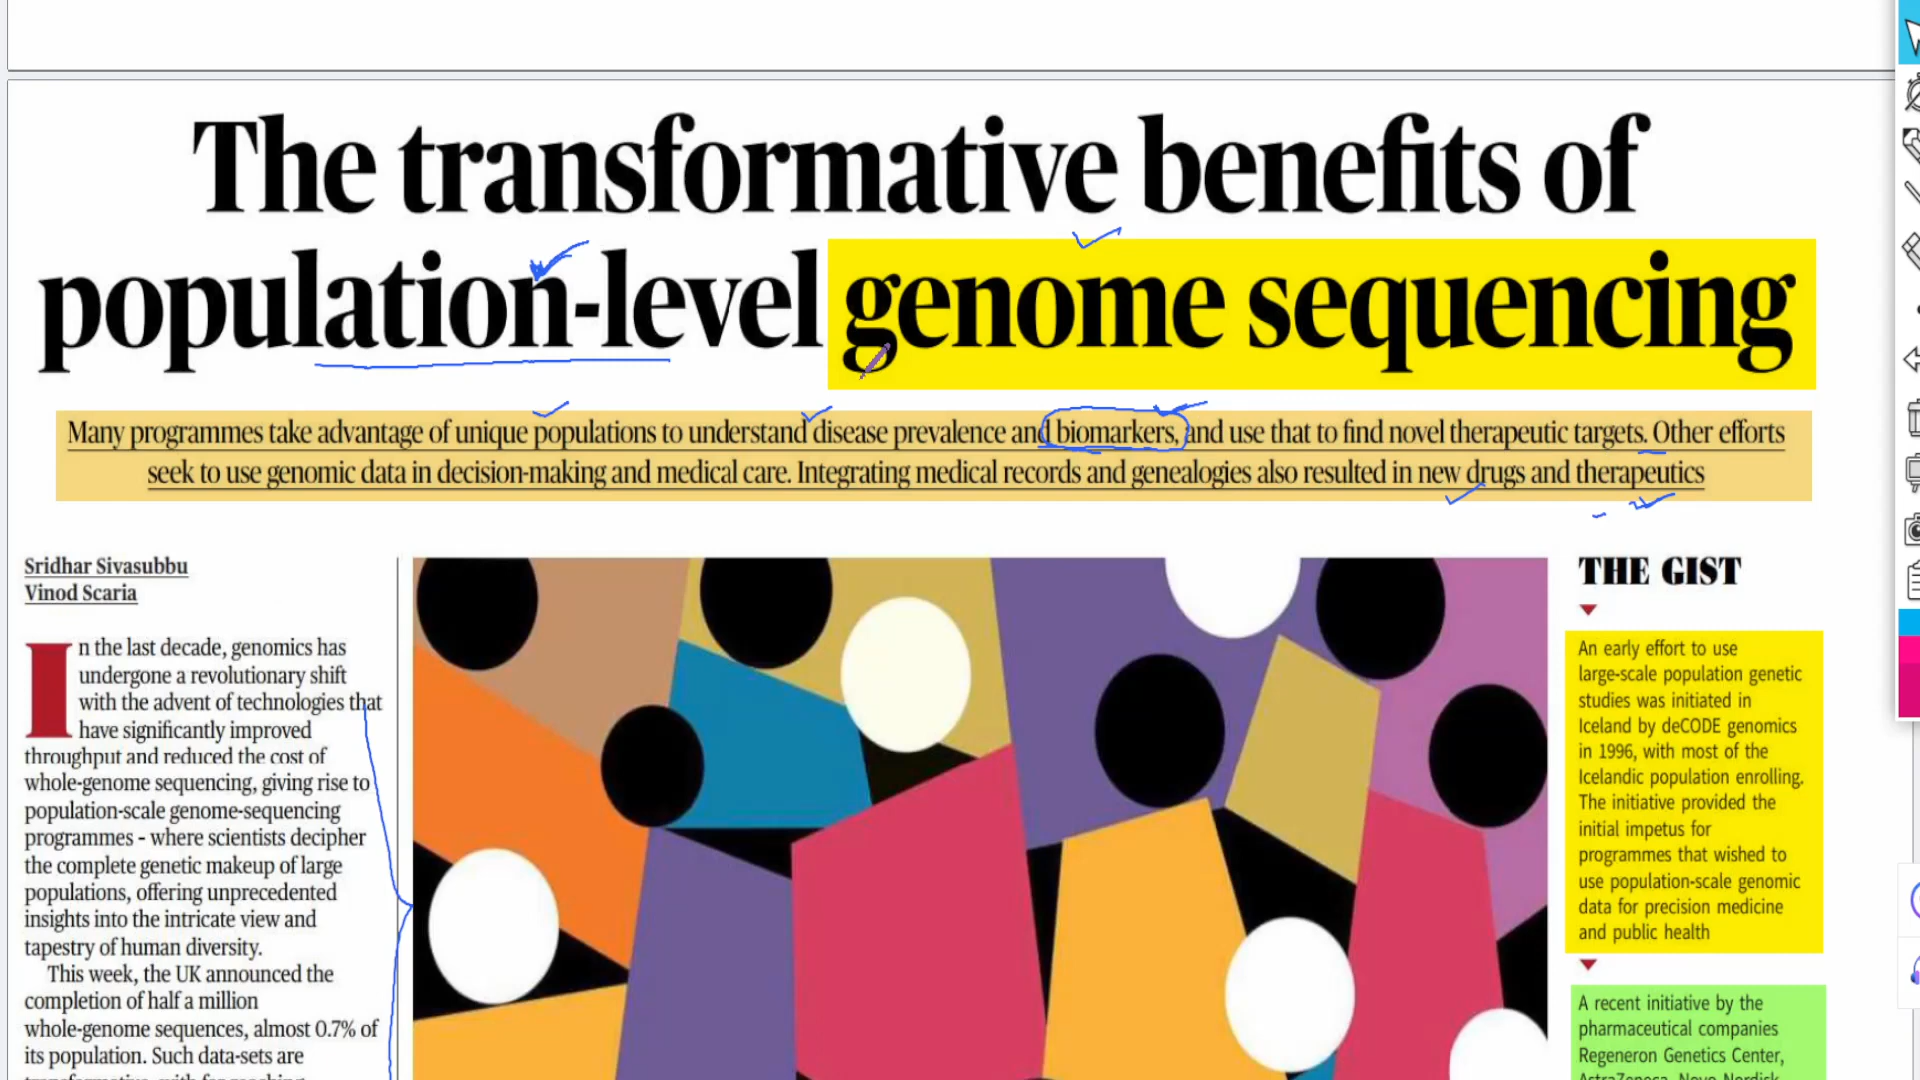 The transformative benefits of
population-level genome sequencing
Many programmes take advantage of unique populations to understand disease prevalence and biomarkers, and use that to find novel therapeutic targets. Other efforts
seek to use genomic data in decision-making and medical care. Integrating medical records and genealogies also resulted in new drugs and therapeutics
Sridhar Sivasubbu
Vinod Scaria
In the last decade, genomics has
undergone a revolutionary shift
with the advent of technologies that
have significantly improved
throughput and reduced the cost of
whole-genome sequencing, giving rise to
population-scale genome-sequencing
programmes - where scientists decipher
the complete genetic makeup of large
populations, offering unprecedented
insights into the intricate view and
tapestry of human diversity.
This week, the UK announced the
completion of half a million
whole-genome sequences, almost 0.7% of
its population. Such data-sets are
THE GIST
An early effort to use
large-scale population genetic
studies was initiated in
Iceland by deCODE genomics
in 1996, with most of the
Icelandic population enrolling.
The initiative provided the
initial impetus for
programmes that wished to
use population-scale genomic
data for precision medicine
and public health
A recent initiative by the
pharmaceutical companies
Regeneron Genetics Center,
AstraZeneca, Novo Nordisk